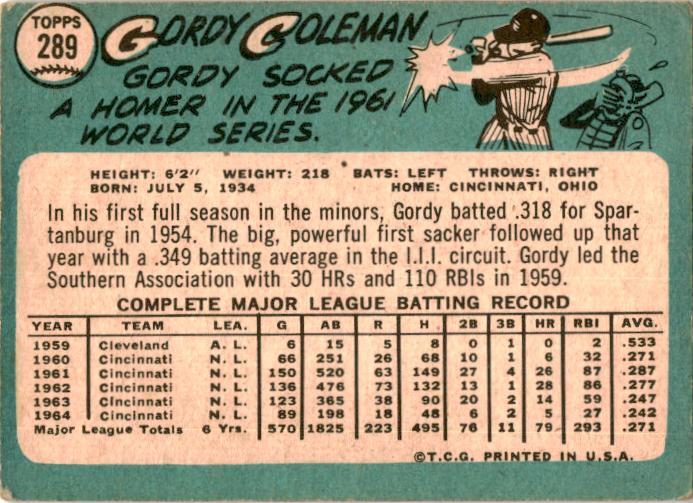 TOPPS
289
GORDY COLEMAN
GORDY SOCKED
A HOMER IN THE 1961
WORLD SERIES.
HEIGHT: 6'2" WEIGHT: 218 BATS: LEFT THROWS: RIGHT
BORN: JULY 5, 1934 HOME: CINCINNATI, OHIO
In his first full season in the minors, Gordy batted .318 for Spar-
tanburg in 1954. The big, powerful first sacker followed up that
year with a .349 batting average in the I.I.I. circuit. Gordy led the
Southern Association with 30 HRs and 110 RBIs in 1959.
COMPLETE MAJOR LEAGUE BATTING RECORD
YEAR TEAM LEA. G AB R H 2B 3B HR RBI AVG.
1959 Cleveland A. L. 6 15 5 8 0 1 0 2 .533
1960 Cincinnati N. L. 66 251 26 68 10 1 6 32 .271
1961 Cincinnati N. L. 150 520 63 149 27 4 26 87 .287
1962 Cincinnati N. L. 136 476 73 132 13 1 28 86 .277
1963 Cincinnati N. L. 123 365 38 90 20 2 14 59 .247
1964 Cincinnati N. L. 89 198 18 48 6 2 5 27 .242
Major League Totals 6 Yrs. 570 1825 223 495 76 11 79 293 .271
©T.C.G. PRINTED IN U.S.A.